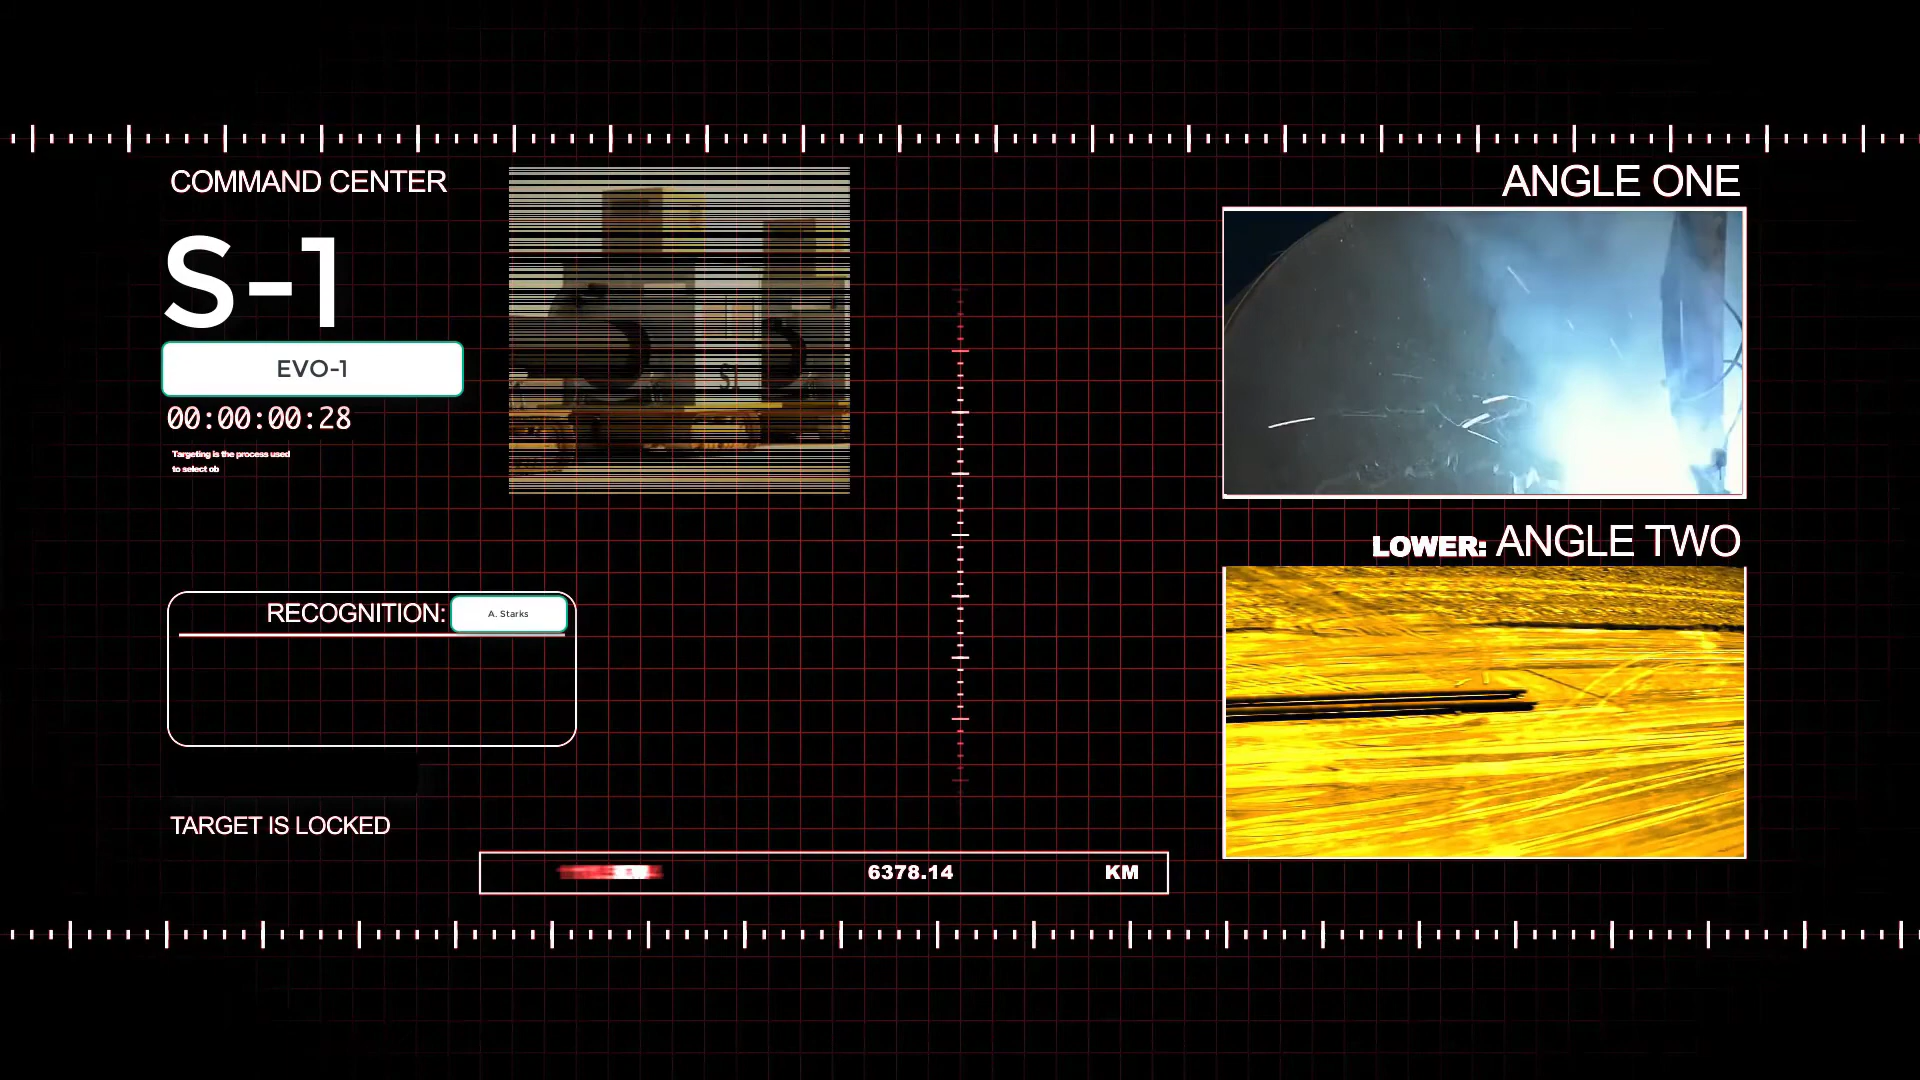 COMMAND CENTER
S-1
EVO-1
00:00:00:28
Targeting is the process used
to select ob
RECOGNITION: A. Starks
TARGET IS LOCKED
6378.14 KM
ANGLE ONE
LOWER: ANGLE TWO